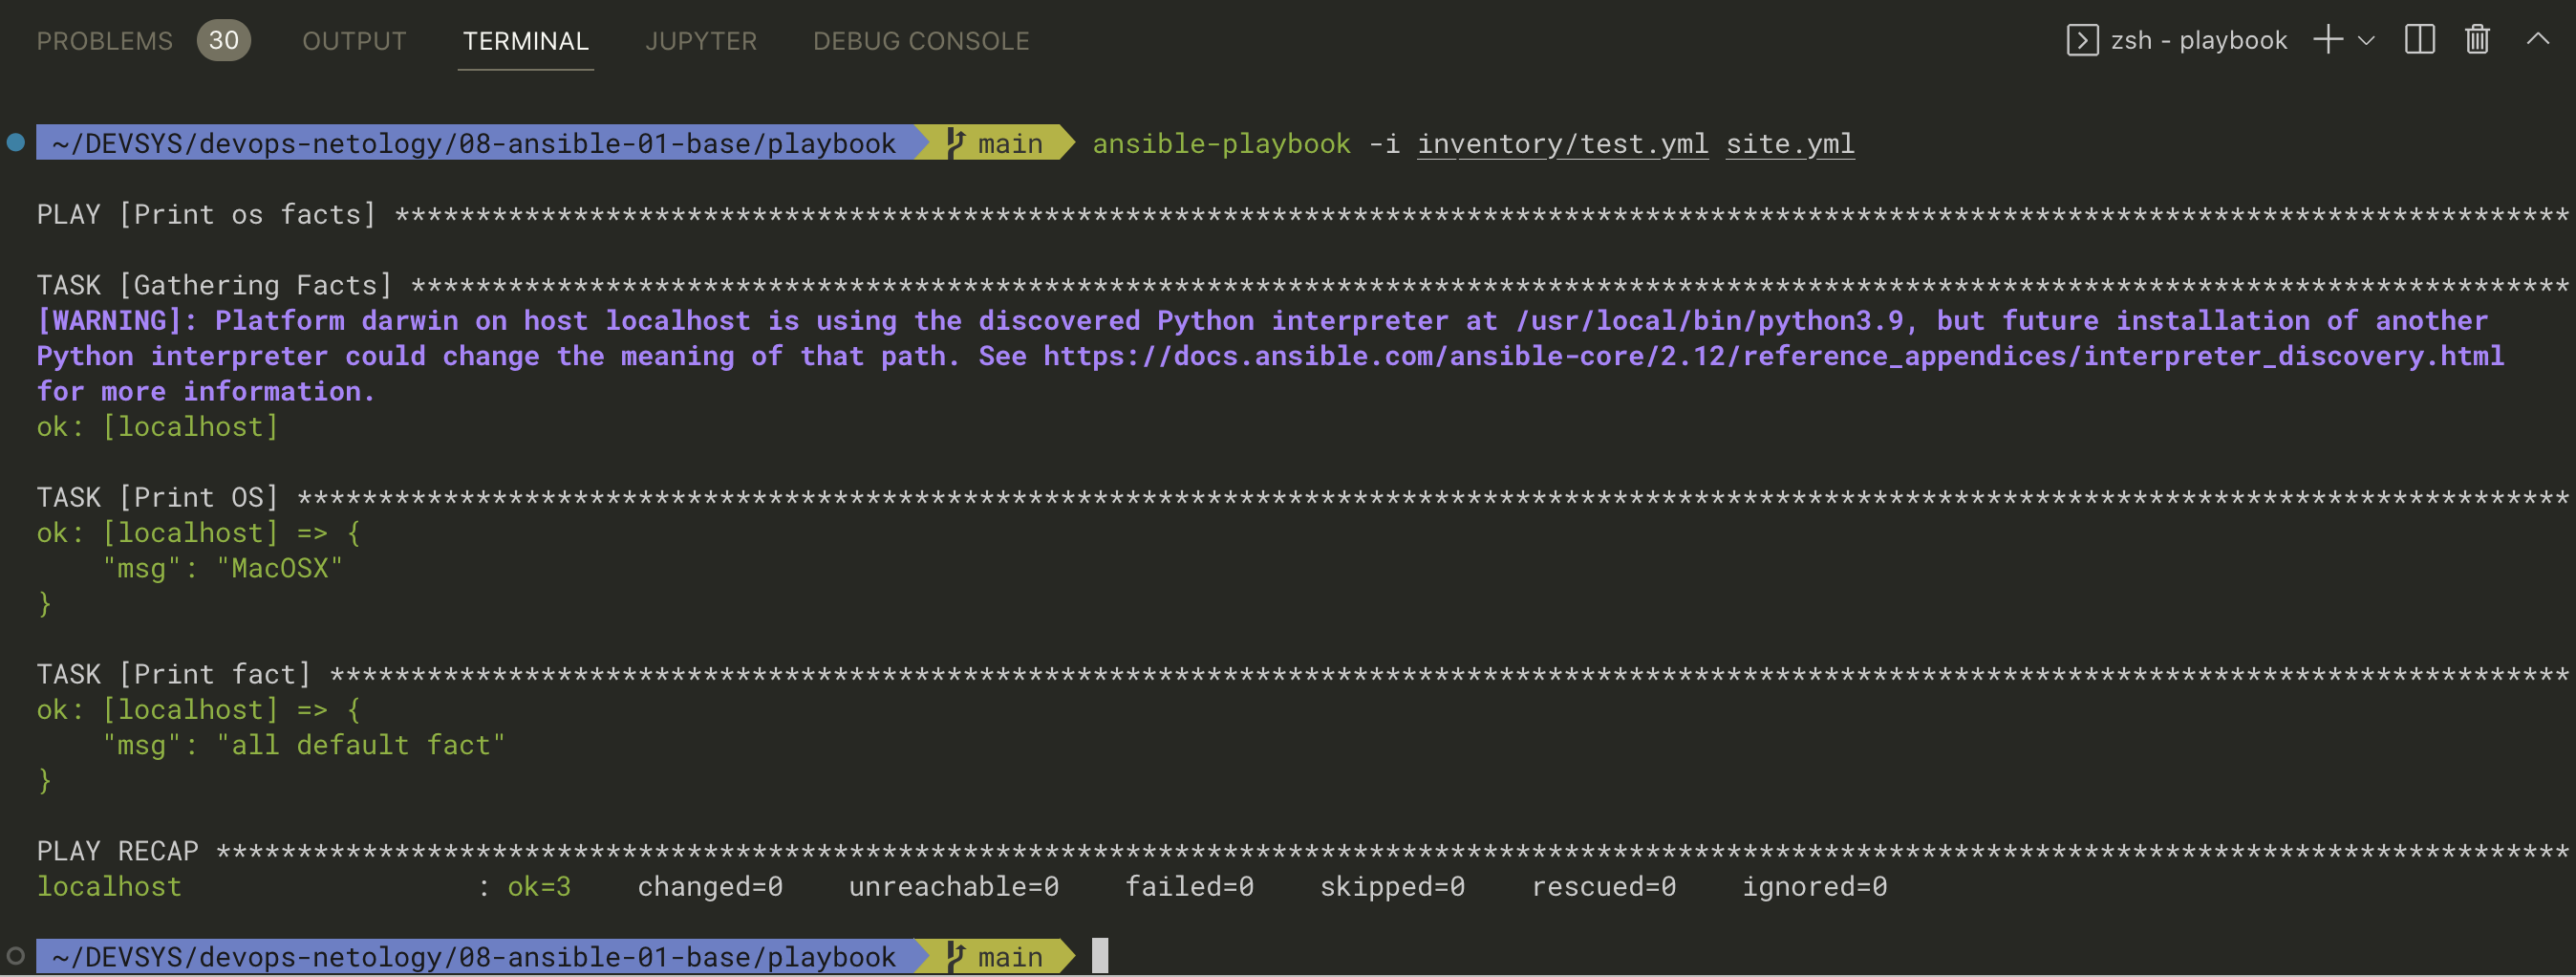 PROBLEMS 30 OUTPUT TERMINAL JUPYTER DEBUG CONSOLE zsh - playbook
~/DEVSYS/devops-netology/08-ansible-01-base/playbook main ansible-playbook -i inventory/test.yml site.yml
PLAY [Print os facts] **************************************************************************************************************************************
TASK [Gathering Facts] *************************************************************************************************************************************
[WARNING]: Platform darwin on host localhost is using the discovered Python interpreter at /usr/local/bin/python3.9, but future installation of another
Python interpreter could change the meaning of that path. See https://docs.ansible.com/ansible-core/2.12/reference_appendices/interpreter_discovery.html
for more information.
ok: [localhost]
TASK [Print OS] ********************************************************************************************************************************************
ok: [localhost] => {
    "msg": "MacOSX"
}
TASK [Print fact] ******************************************************************************************************************************************
ok: [localhost] => {
    "msg": "all default fact"
}
PLAY RECAP *************************************************************************************************************************************************
localhost                  : ok=3    changed=0    unreachable=0    failed=0    skipped=0    rescued=0    ignored=0
~/DEVSYS/devops-netology/08-ansible-01-base/playbook main